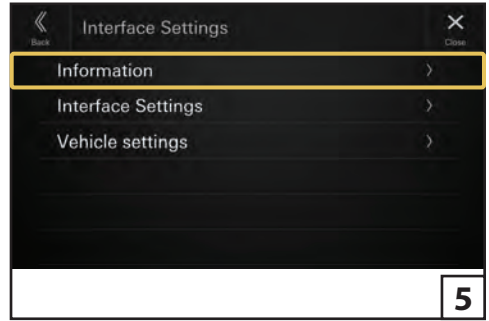 Interface Settings
Back
Close
Information
Interface Settings
Vehicle settings
5